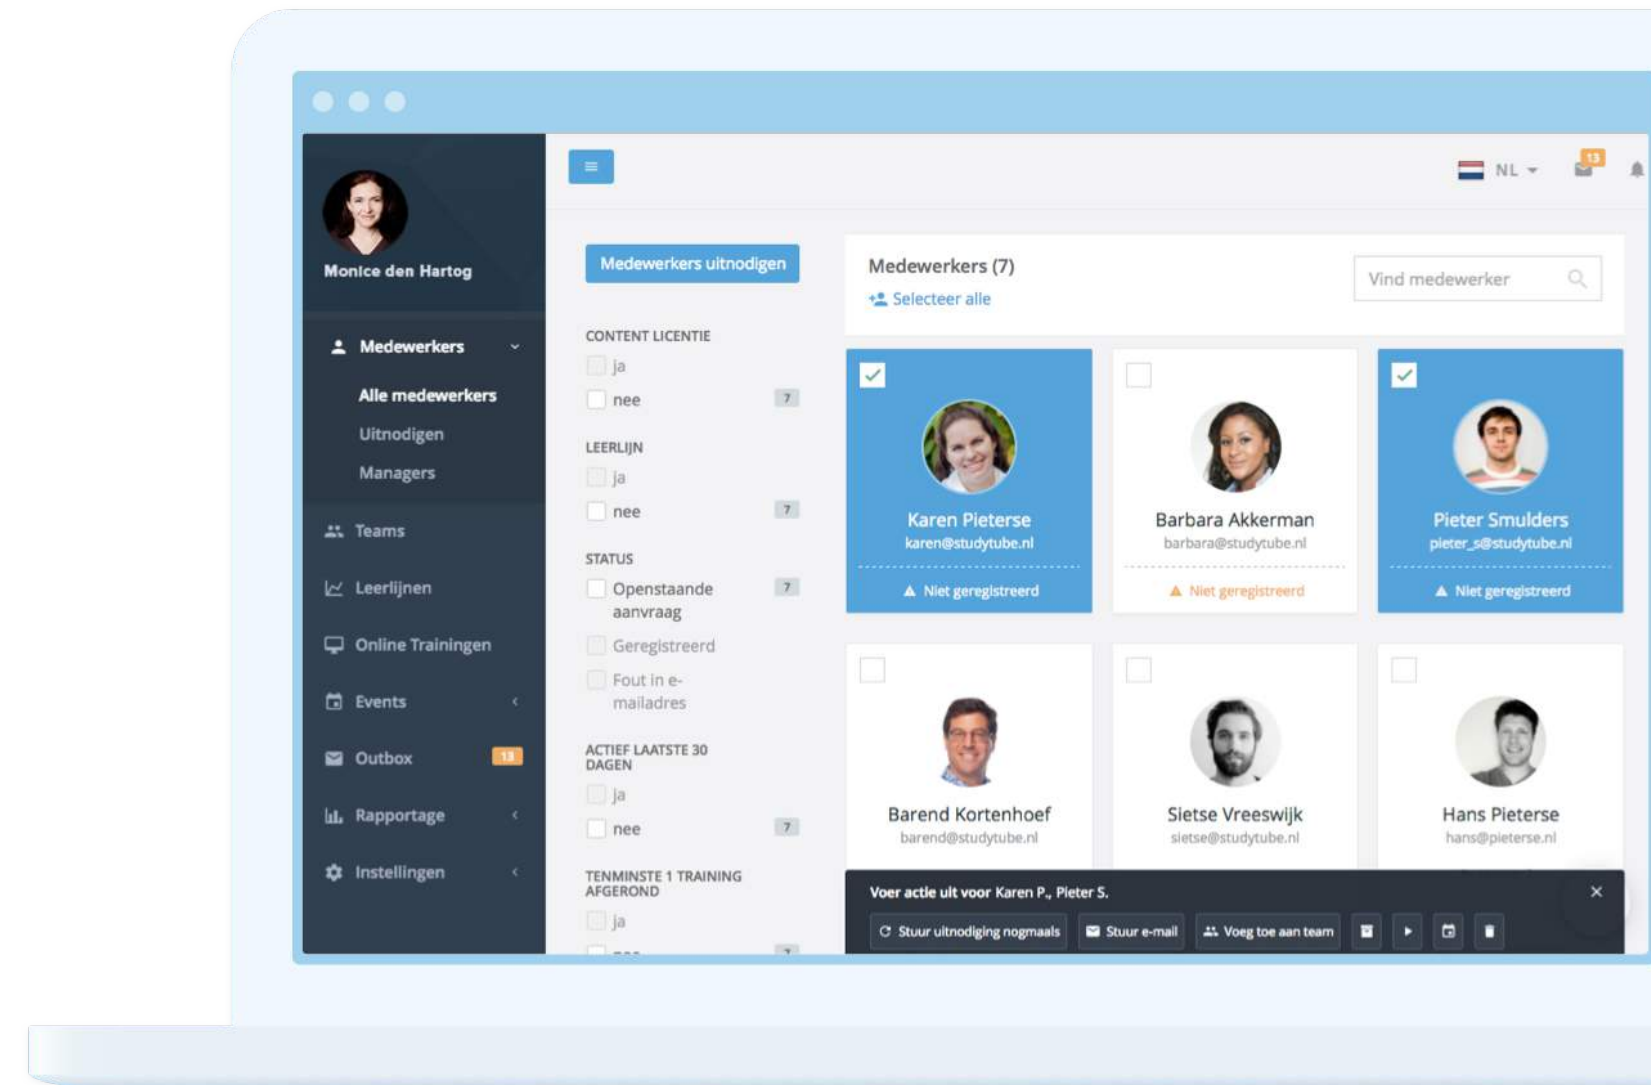 Monice den Hartog
Medewerkers
Alle medewerkers
Uitnodigen
Managers
Teams
Leerlijnen
Online Trainingen
Events
Outbox 13
Rapportage
Instellingen
NL
13
Medewerkers uitnodigen
CONTENT LICENTIE
ja
nee 7
LEERLIJN
ja
nee 7
STATUS
Openstaande 7
aanvraag
Geregistreerd
Fout in e-
mailadres
ACTIEF LAATSTE 30
DAGEN
ja
nee 7
TENMINSTE 1 TRAINING
AFGEROND
ja
Medewerkers (7)
Selecteer alle
Vind medewerker
Karen Pieterse
karen@studytube.nl
Niet geregistreerd
Barbara Akkerman
barbara@studytube.nl
Niet geregistreerd
Pieter Smulders
pieter_s@studytube.nl
Niet geregistreerd
Barend Kortenhoef
barend@studytube.nl
Sietse Vreeswijk
sietse@studytube.nl
Hans Pieterse
hans@pieterse.nl
Voer actie uit voor Karen P., Pieter S.
Stuur uitnodiging nogmaals Stuur e-mail Voeg toe aan team